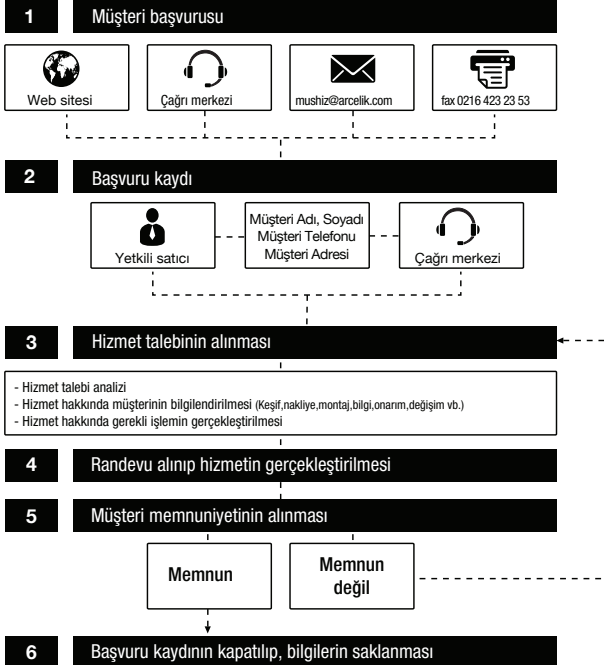 1 Müşteri başvurusu
Web sitesi
Çağrı merkezi
mushiz@arcelik.com
fax 0216 423 23 53
2 Başvuru kaydı
Yetkili satıcı
Müşteri Adı, Soyadı
Müşteri Telefonu
Müşteri Adresi
Çağrı merkezi
3 Hizmet talebinin alınması
- Hizmet talebi analizi
- Hizmet hakkında müşterinin bilgilendirilmesi (Keşif,nakliye,montaj,bilgi,onarım,değişim vb.)
- Hizmet hakkında gerekli işlemin gerçekleştirilmesi
4 Randevu alınıp hizmetin gerçekleştirilmesi
5 Müşteri memnuniyetinin alınması
Memnun
Memnun
değil
6 Başvuru kaydının kapatılıp, bilgilerin saklanması